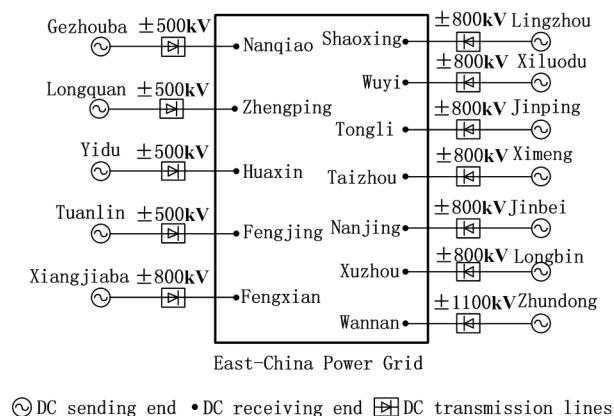 Gezhouba ±500kV
Nanqiao
Longquan ±500kV
Zhengping
Yidu ±500kV
Huaxin
Tuanlin ±500kV
Fengjing
Xiangjiaba ±800kV
Fengxian
±800kV Lingzhou
Shaoxing
±800kV Xiluodu
Wuyi
±800kV Jinping
Tongli
±800kV Ximeng
Taizhou
±800kV Jinbei
Nanjing
±800kV Longbin
Xuzhou
±1100kV Zhundong
Wannan
East-China Power Grid
DC sending end • DC receiving end DC transmission lines